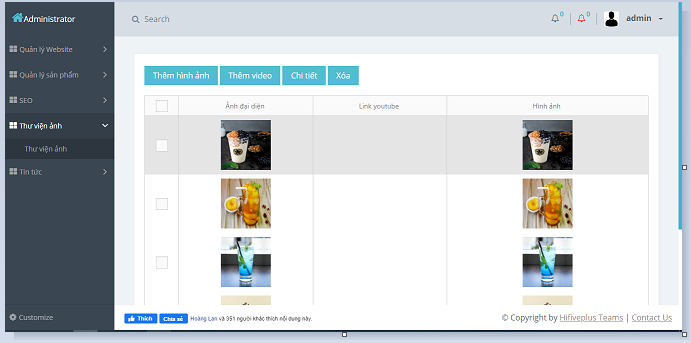 Administrator
Search
0
0
admin
Quản lý Website
Quản lý sản phẩm
SEO
Thư viện ảnh
Thư viện ảnh
Tin tức
Customize
Thêm hình ảnh
Thêm video
Chi tiết
Xóa
Ảnh đại diện
Link youtube
Hình ảnh
Thích
Chia sẻ
Hoàng Lan và 351 người khác thích nội dung này.
© Copyright by Hifiveplus Teams | Contact Us